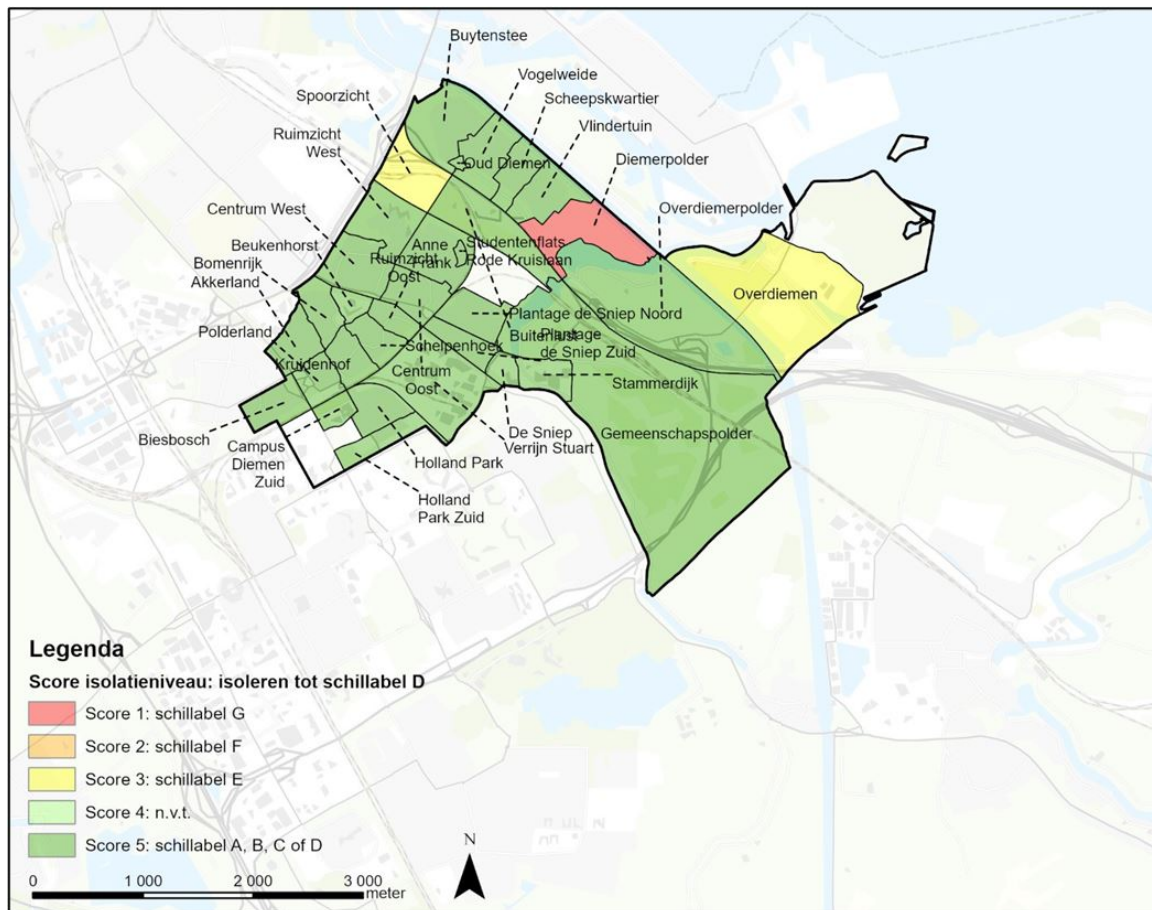 Buytenstee
Vogelweide
Spoorzicht
Scheepskwartier
Ruimzicht
West
Vlindertuin
Oud Diemen
Diemerpolder
Centrum West
Overdiemerpolder
Beukenhorst
Anne
Frank
Studentenflats
Rode Kruislaan
Bomenrijk
Ruimzicht
Oost
Akkerland
Overdiemen
Polderland
Plantage de Sniep Noord
Buitenlust
Plantage
de Sniep Zuid
Schelpenhoek
Kruidenhof
Centrum
Oost
Stammerdijk
Biesbosch
Campus
Diemen
Zuid
De Sniep
Verrijn Stuart
Gemeenschapspolder
Holland Park
Holland
Park Zuid
Legenda
Score isolatieniveau: isoleren tot schillabel D
Score 1: schillabel G
Score 2: schillabel F
Score 3: schillabel E
Score 4: n.v.t.
Score 5: schillabel A, B, C of D
N
0 1 000 2 000 3 000
meter